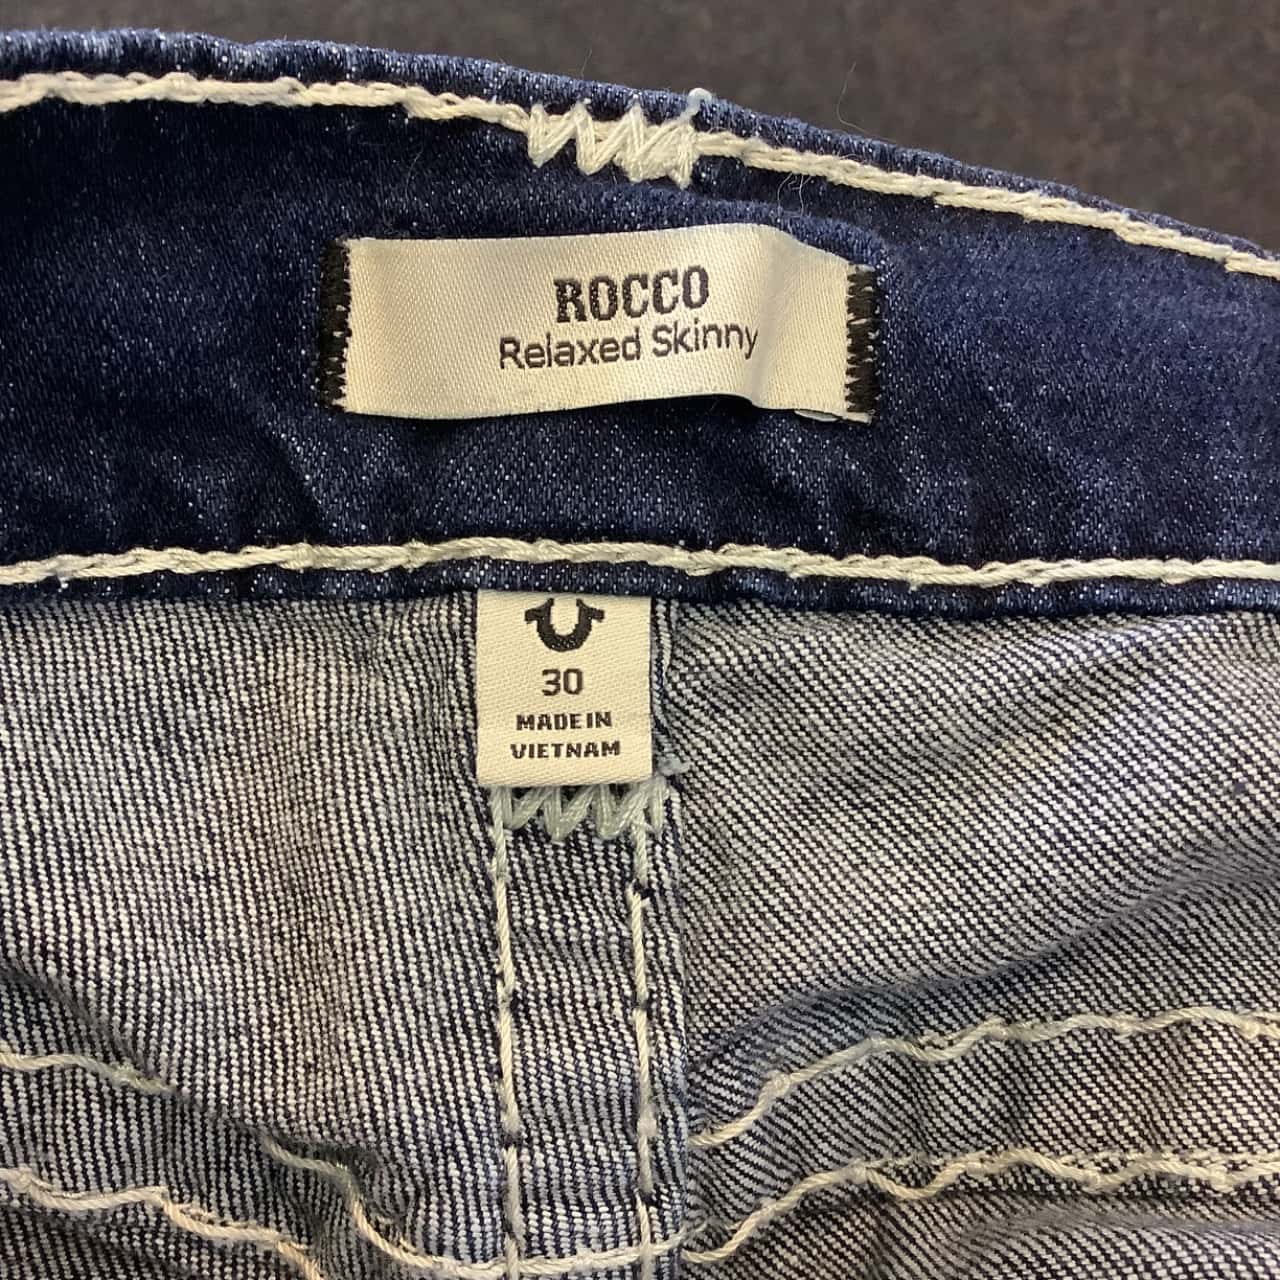 ROCCO
Relaxed Skinny
30
MADE IN
VIETNAM